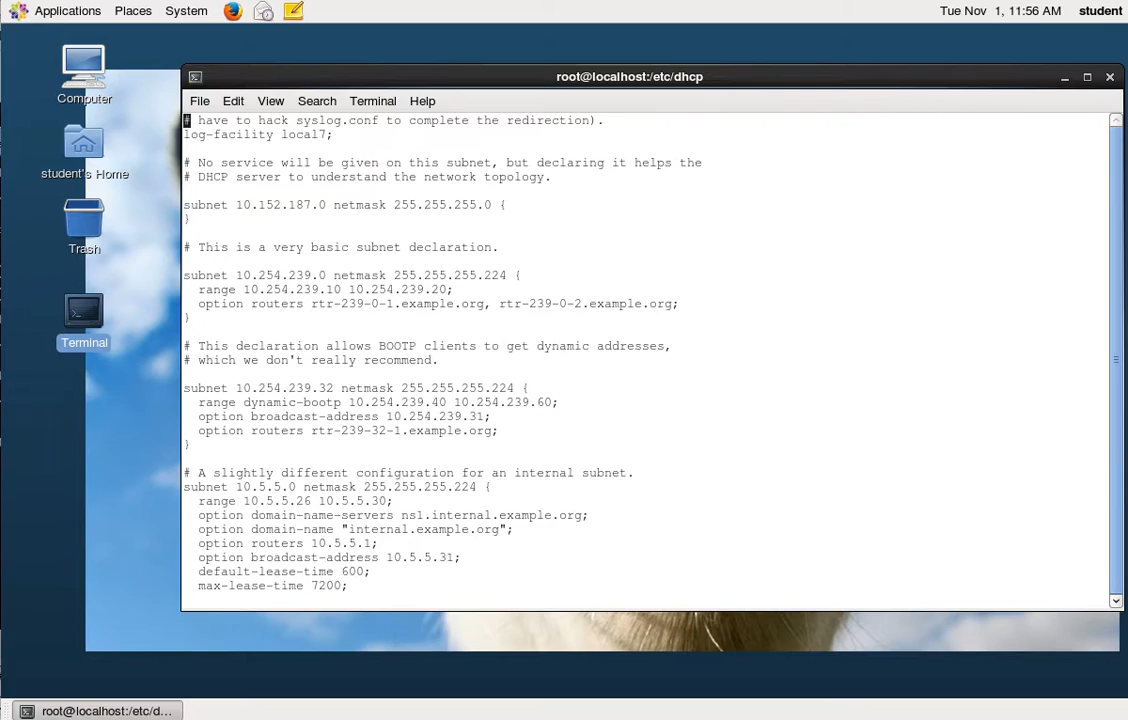 Applications Places System Tue Nov 1, 11:56 AM student
Computer
student's Home
Trash
Terminal
root@localhost:/etc/dhcp
File Edit View Search Terminal Help
# have to hack syslog.conf to complete the redirection).
log-facility local7;
# No service will be given on this subnet, but declaring it helps the
# DHCP server to understand the network topology.
subnet 10.152.187.0 netmask 255.255.255.0 {
}
# This is a very basic subnet declaration.
subnet 10.254.239.0 netmask 255.255.255.224 {
range 10.254.239.10 10.254.239.20;
option routers rtr-239-0-1.example.org, rtr-239-0-2.example.org;
}
# This declaration allows BOOTP clients to get dynamic addresses,
# which we don't really recommend.
subnet 10.254.239.32 netmask 255.255.255.224 {
range dynamic-bootp 10.254.239.40 10.254.239.60;
option broadcast-address 10.254.239.31;
option routers rtr-239-32-1.example.org;
}
# A slightly different configuration for an internal subnet.
subnet 10.5.5.0 netmask 255.255.255.224 {
range 10.5.5.26 10.5.5.30;
option domain-name-servers ns1.internal.example.org;
option domain-name "internal.example.org";
option routers 10.5.5.1;
option broadcast-address 10.5.5.31;
default-lease-time 600;
max-lease-time 7200;
root@localhost:/etc/d...